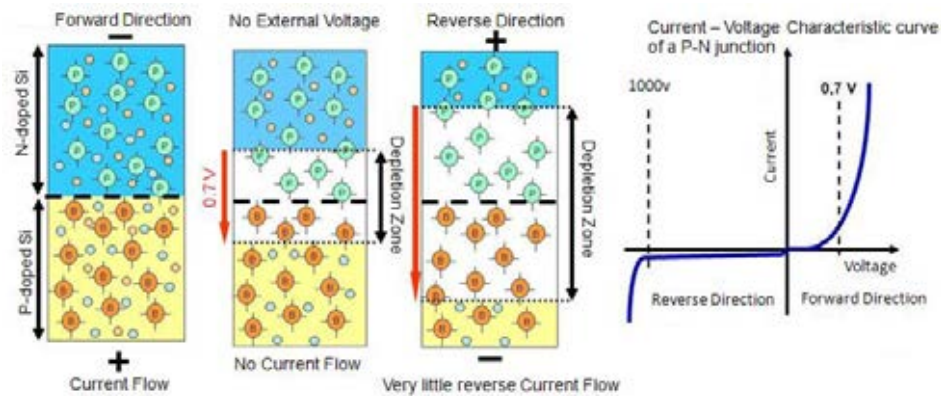 Forward Direction
−
N-doped Si
P-doped Si
+
Current Flow
No External Voltage
0.7 V
Depletion Zone
No Current Flow
Reverse Direction
+
Depletion Zone
−
Very little reverse Current Flow
P P P P P P P P P P P P
B B B B B B B B B B B B
Current – Voltage Characteristic curve
of a P-N junction
1000v
0,7 V
Current
Voltage
Reverse Direction
Forward Direction